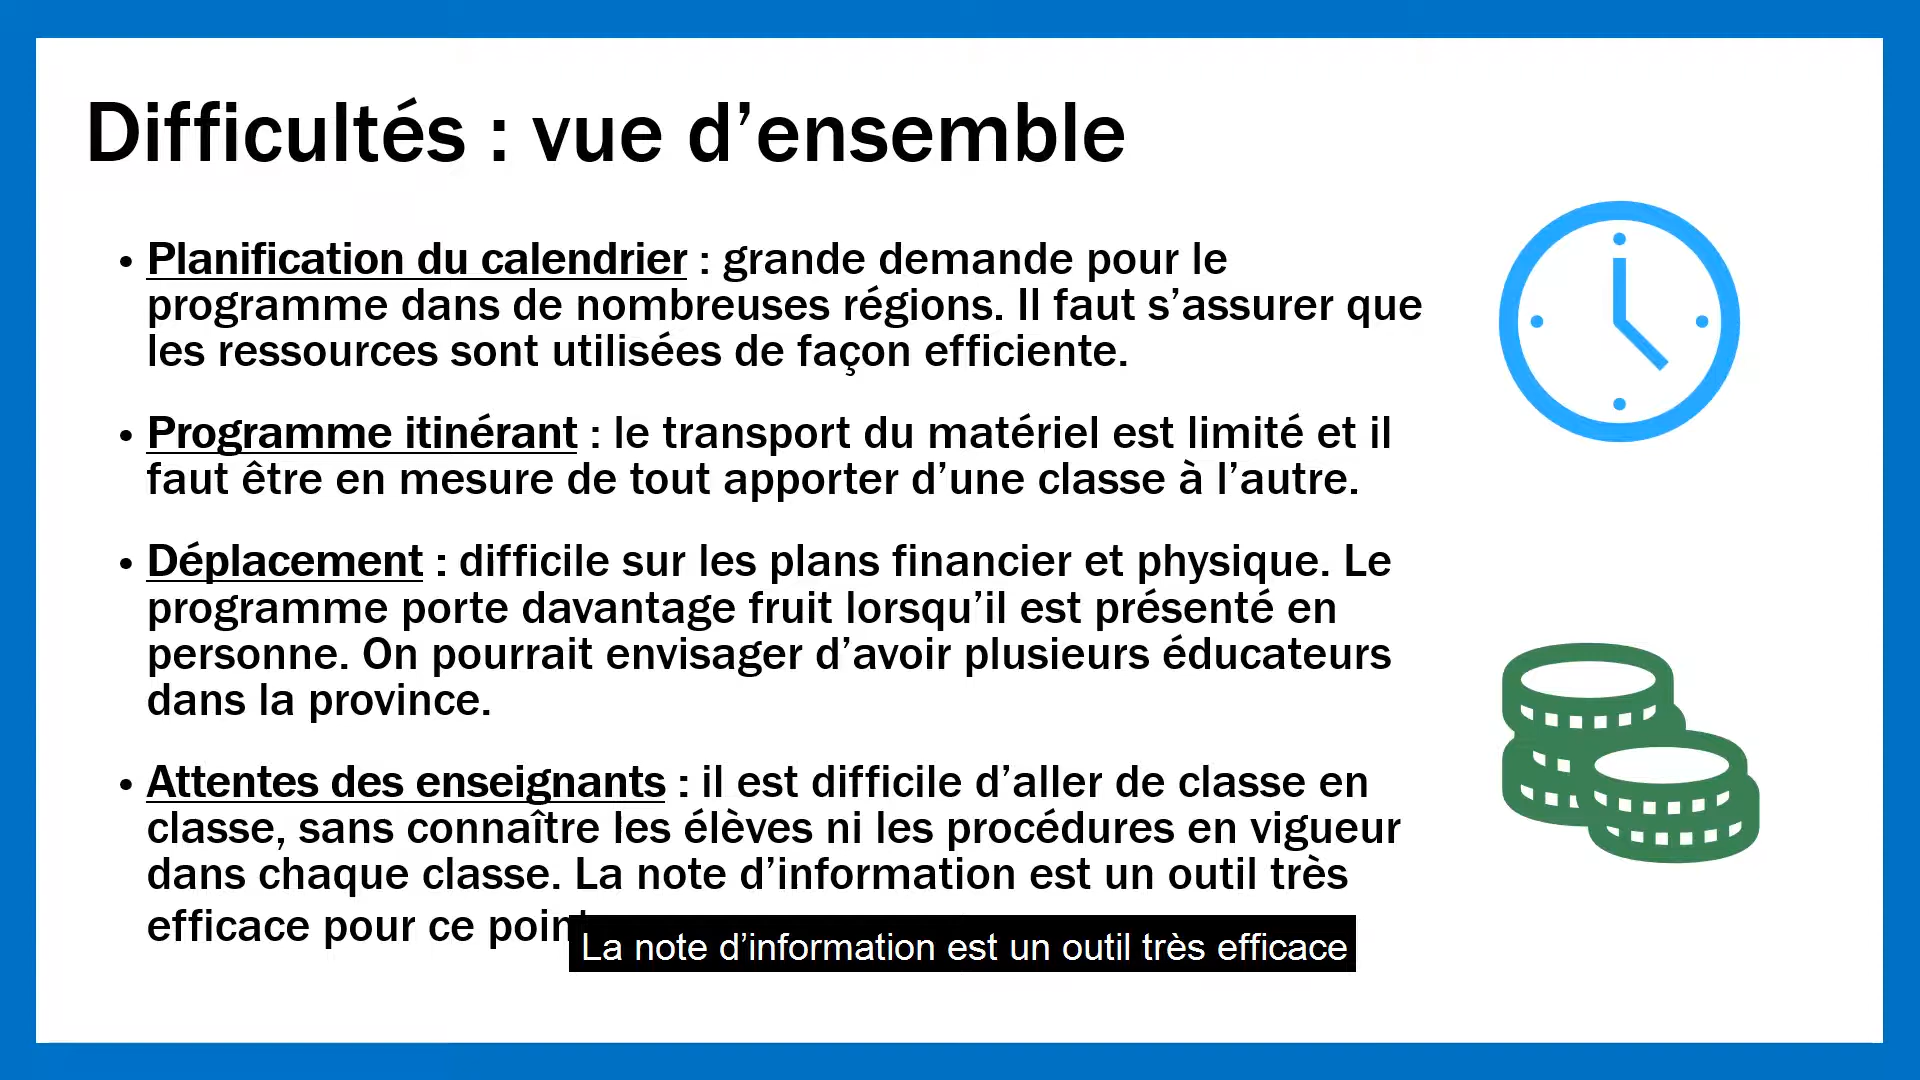 Difficultés : vue d’ensemble
• Planification du calendrier : grande demande pour le
programme dans de nombreuses régions. Il faut s’assurer que
les ressources sont utilisées de façon efficiente.
• Programme itinérant : le transport du matériel est limité et il
faut être en mesure de tout apporter d’une classe à l’autre.
• Déplacement : difficile sur les plans financier et physique. Le
programme porte davantage fruit lorsqu’il est présenté en
personne. On pourrait envisager d’avoir plusieurs éducateurs
dans la province.
• Attentes des enseignants : il est difficile d’aller de classe en
classe, sans connaître les élèves ni les procédures en vigueur
dans chaque classe. La note d’information est un outil très
efficace pour ce
La note d’information est un outil très efficace